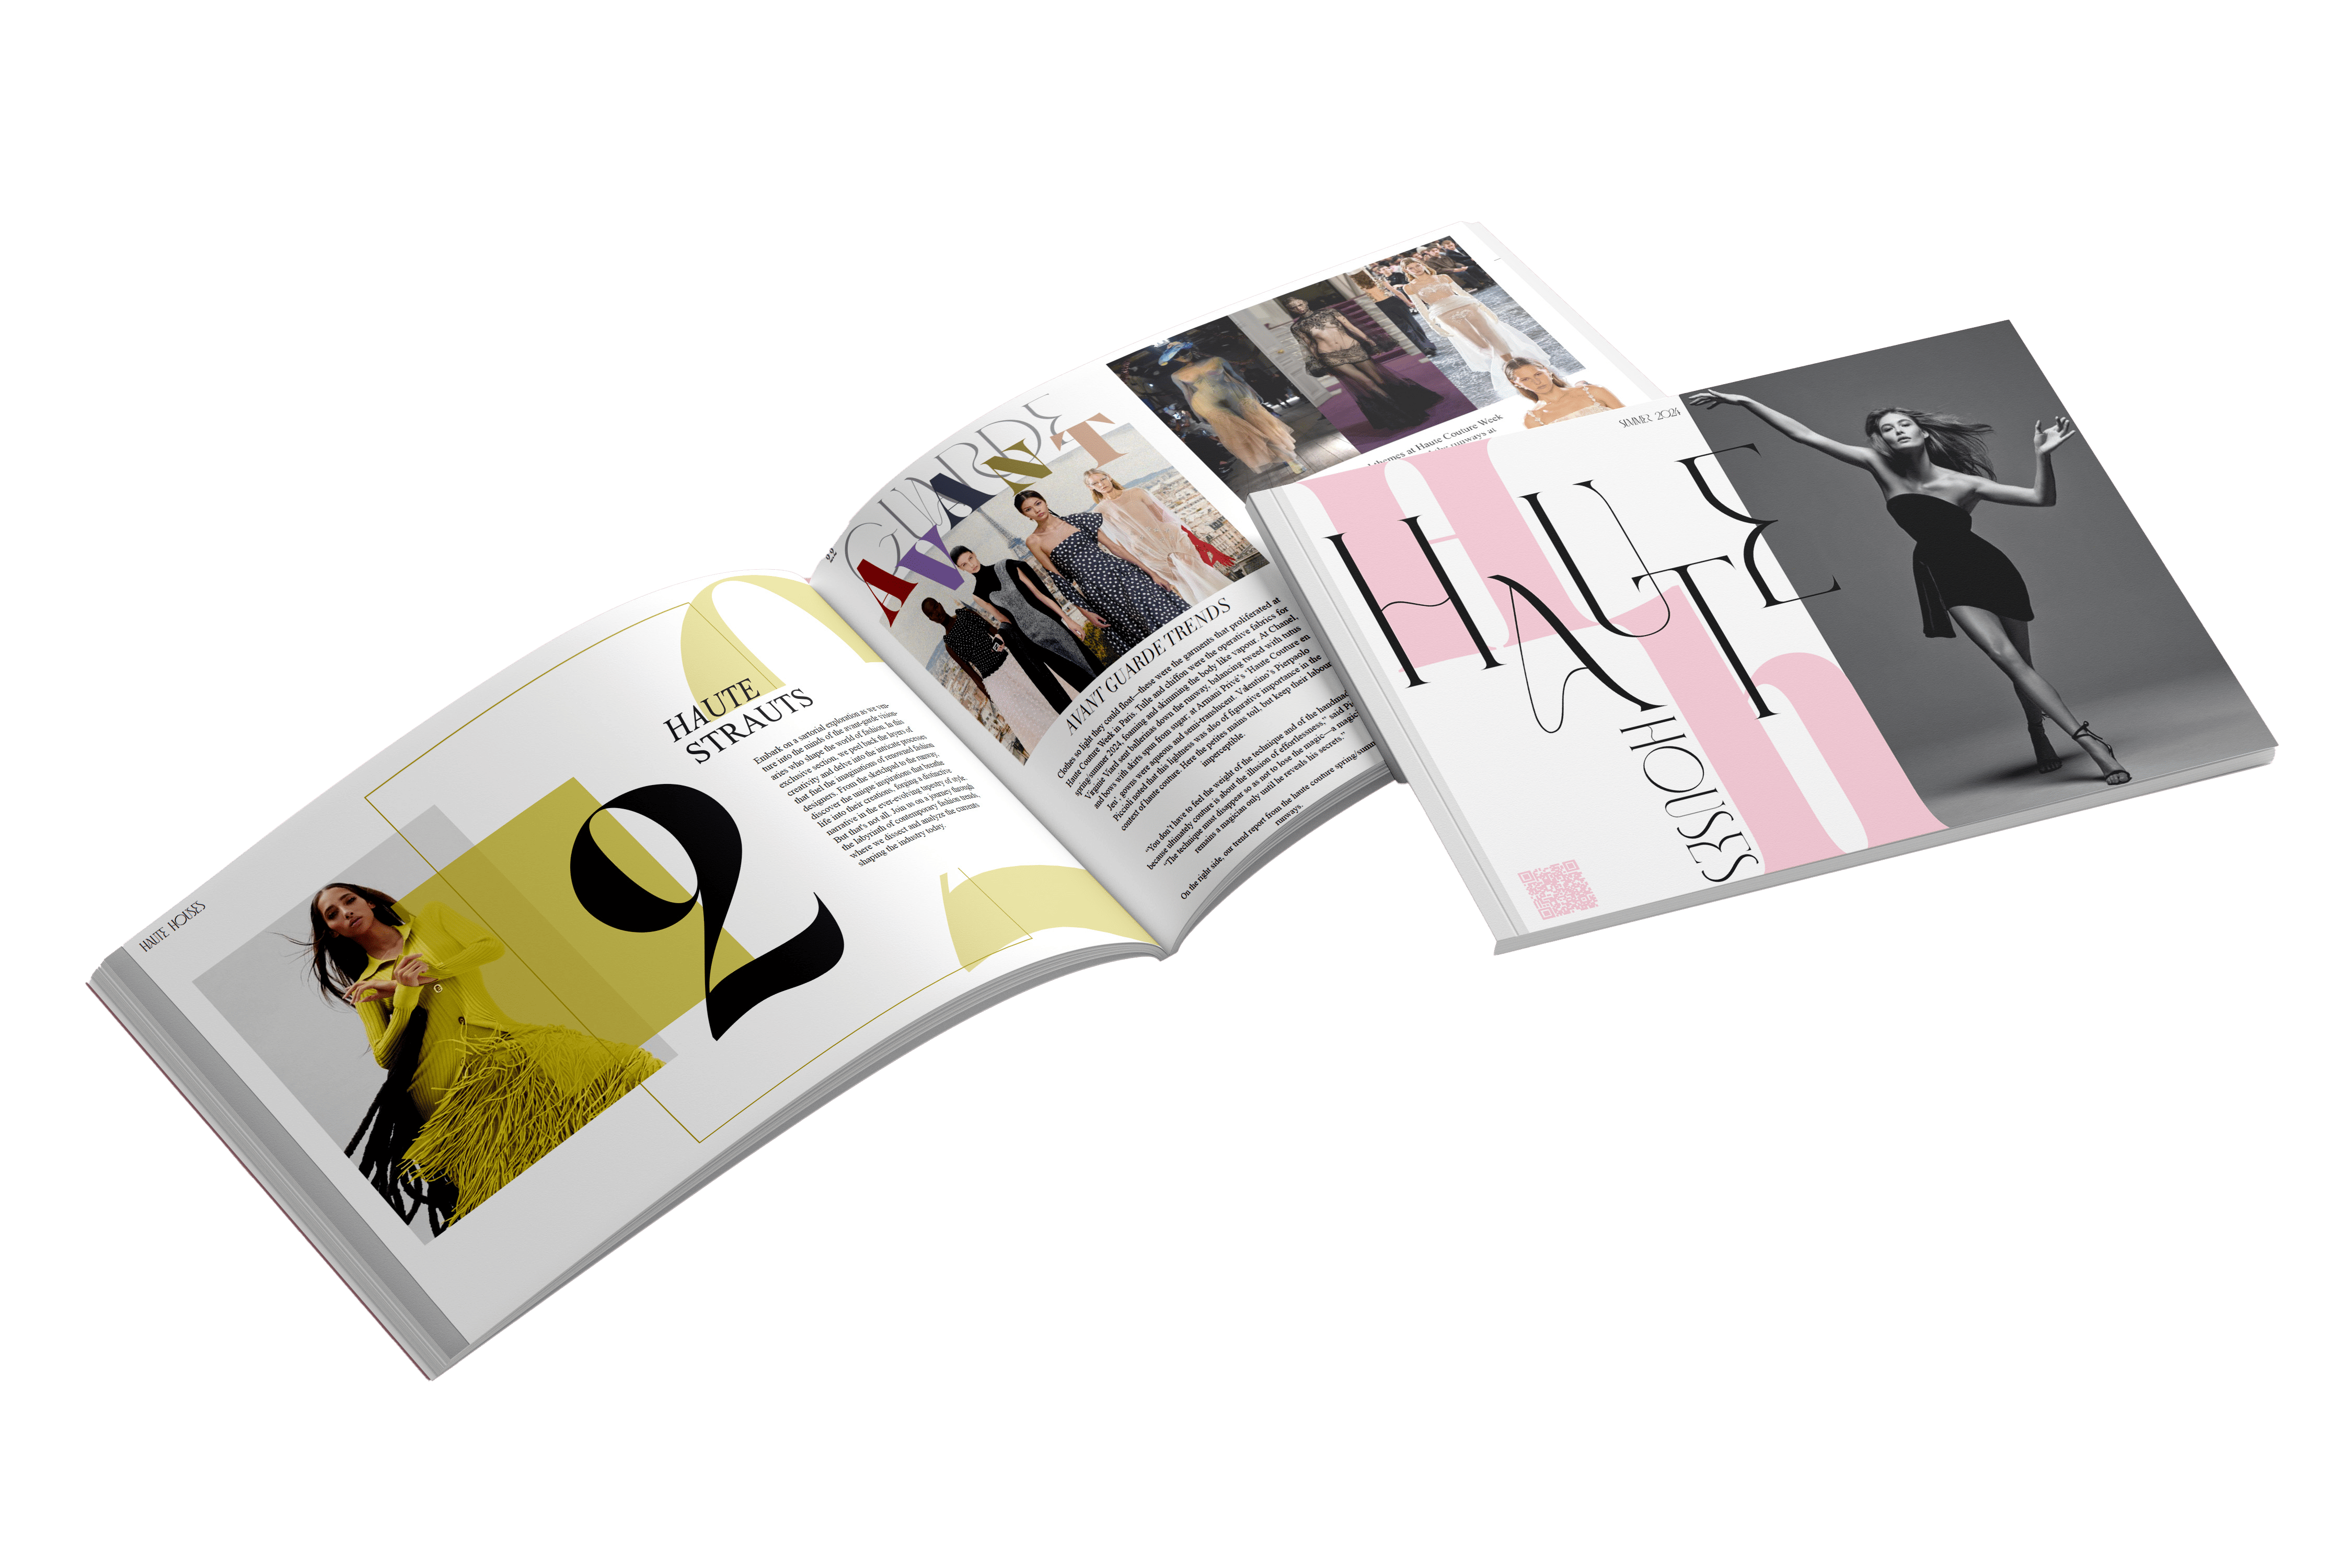 HAUTE HOUSES
HAUTE
STRAUTS
Embark on a sartorial exploration as we ven-
ture into the minds of the avant-garde vision-
aries who shape the world of fashion. In this
exclusive section, we peel back the layers of
creativity and delve into the intricate processes
that fuel the imaginations of renowned fashion
designers. From the sketchpad to the runway,
discover the unique inspirations that breathe
life into their creations, forging a distinctive
narrative in the ever-evolving tapestry of style.
But that's not all. Join us on a journey through
the labyrinth of contemporary fashion trends,
where we dissect and analyze the currents
shaping the industry today.
2
22
GUARDE
AVANT
AVANT GUARDE TRENDS
Clothes so light they could float—these were the garments that proliferated at
Haute Couture Week in Paris. Tulle and chiffon were the operative fabrics for
spring/summer 2024, foaming and skimming the body like vapour. At Chanel,
Virginie Viard sent ballerinas down the runway, balancing tweed with tutus
and bows with skirts spun from sugar; at Armani Privé's 'Haute Couture en
Jeu' gowns were aqueous and semi-translucent. Valentino's Pierpaolo
Piccioli noted that this lightness was also of figurative importance in the
context of haute couture. Here the petites mains toil, but keep their labour
imperceptible.
"You don't have to feel the weight of the technique and of the handmade
because ultimately couture is about the illusion of effortlessness," said
"The technique must disappear so as not to lose the magic—a magician
remains a magician only until he reveals his secrets."
On the right side, our trend report from the haute couture spring/summer
runways.
themes at Haute Couture Week
runways at
SUMMER 2024
H h
HAUTE
HOUSES